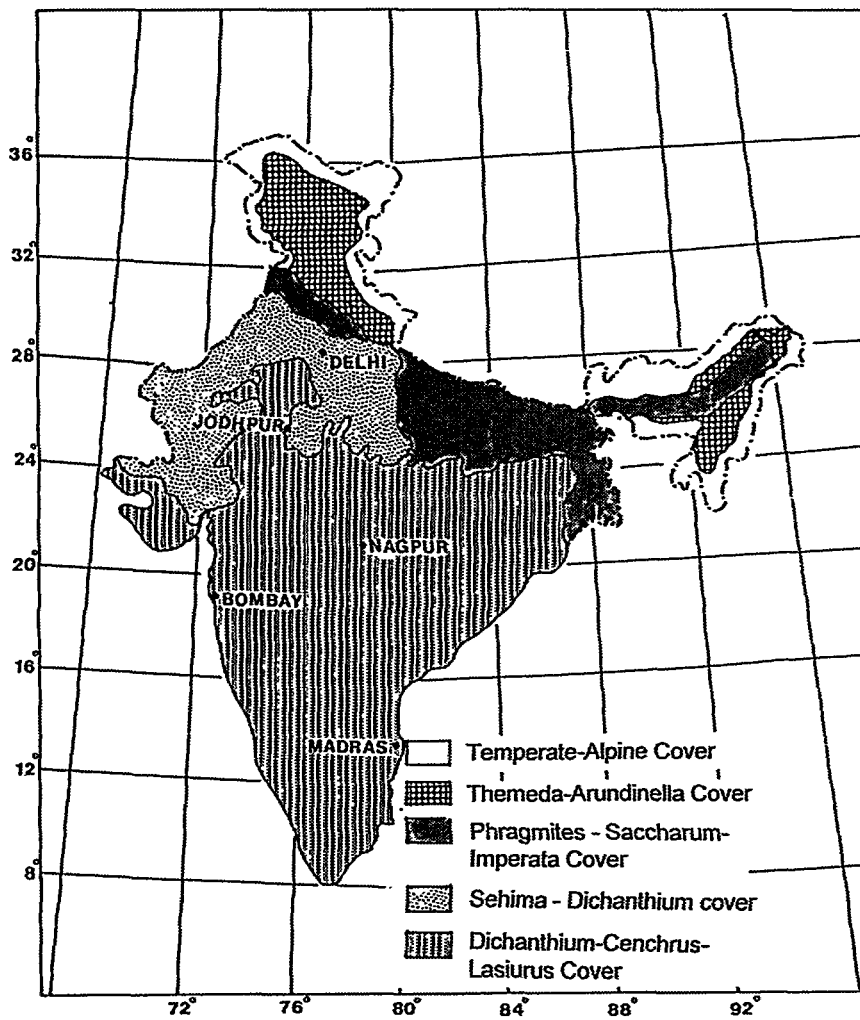 36°
32°
28°
24°
20°
16°
12°
8°
DELHI
JODHPUR
NAGPUR
BOMBAY
MADRAS
Temperate-Alpine Cover
Themeda-Arundinella Cover
Phragmites - Saccharum-
Imperata Cover
Sehima - Dichanthium cover
Dichanthium-Cenchrus-
Lasiurus Cover
72° 76° 80° 84° 88° 92°